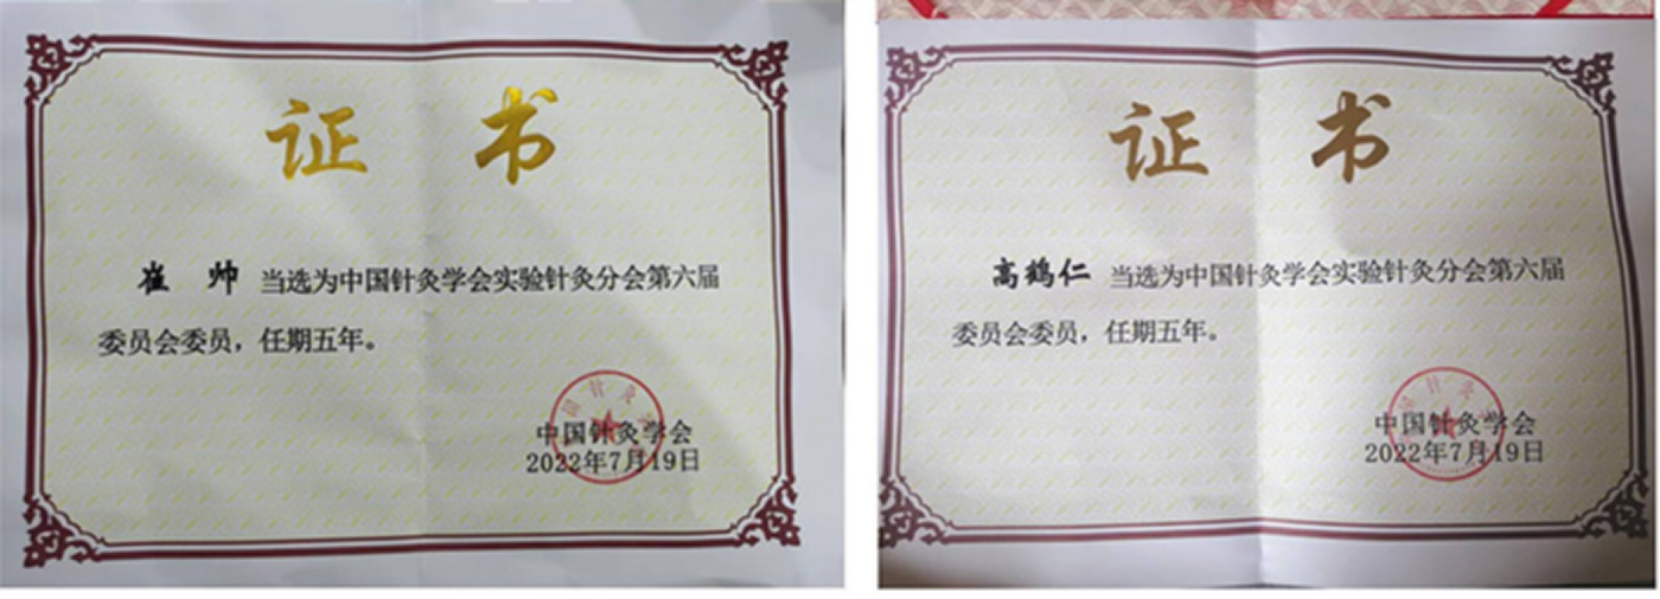 证 书
崔 帅 当选为中国针灸学会实验针灸分会第六届
委员会委员，任期五年。
中国针灸学会
2022年7月19日
证 书
高鹤仁 当选为中国针灸学会实验针灸分会第六届
委员会委员，任期五年。
中国针灸学会
2022年7月19日